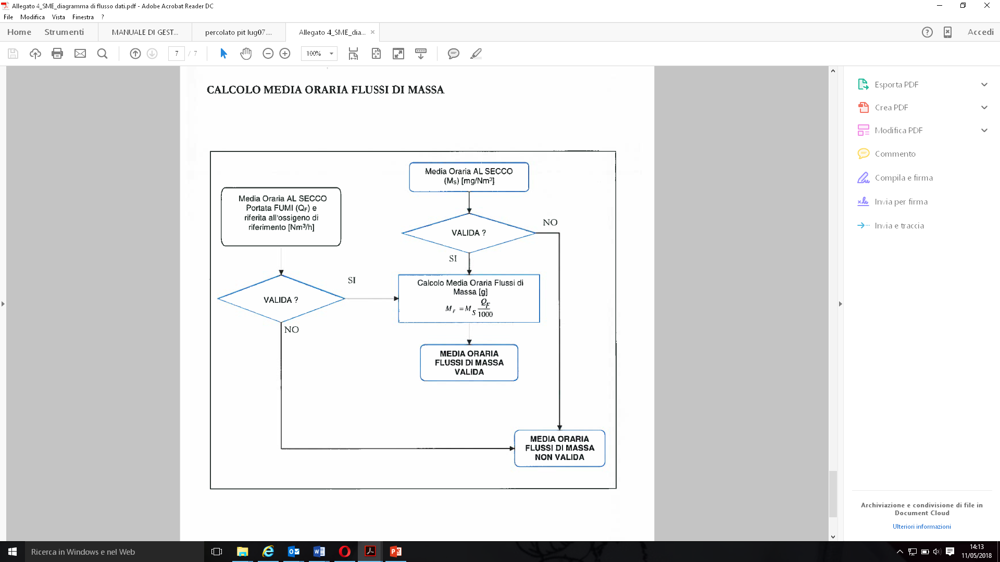 Allegato 4_SME_diagramma di flusso dati.pdf - Adobe Acrobat Reader DC
File Modifica Vista Finestra ?
Home Strumenti MANUALE DI GEST... percolato pit lug07.... Allegato 4_SME_dia... × Accedi
7 / 7 100%
CALCOLO MEDIA ORARIA FLUSSI DI MASSA
Media Oraria AL SECCO
(MS) [mg/Nm³]
Media Oraria AL SECCO
Portata FUMI (QF) e
riferita all'ossigeno di
riferimento [Nm³/h]
VALIDA ?
NO
SI
VALIDA ?
SI
NO
Calcolo Media Oraria Flussi di
Massa [g]
M_F = M_S Q_F/1000
MEDIA ORARIA
FLUSSI DI MASSA
VALIDA
MEDIA ORARIA
FLUSSI DI MASSA
NON VALIDA
Esporta PDF
Crea PDF
Modifica PDF
Commento
Compila e firma
Invia per firma
Invia e traccia
Archiviazione e condivisione di file in
Document Cloud
Ulteriori informazioni
Ricerca in Windows e nel Web
14:13
11/05/2018